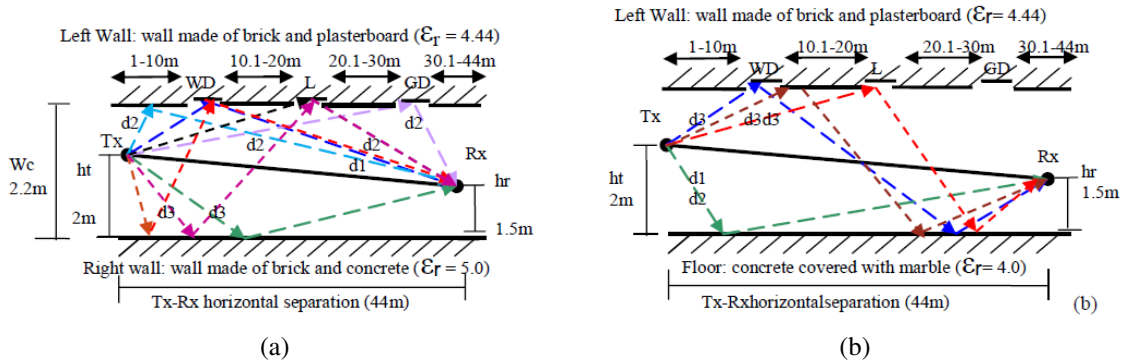 Left Wall: wall made of brick and plasterboard (Ɛr = 4.44)
1-10m 10.1-20m 20.1-30m 30.1-44m
WD L GD
d2 d2 d2 d2
Tx Rx
Wc
2.2m
ht
2m
d1
hr
1.5m
d3 d3
Right wall: wall made of brick and concrete (Ɛr = 5.0)
Tx-Rx horizontal separation (44m)
(a)
Left Wall: wall made of brick and plasterboard (Ɛr = 4.44)
1-10m 10.1-20m 20.1-30m 30.1-44m
WD L GD
Tx
d3 d3d3
Rx
ht
2m
d1
d2
hr
1.5m
Floor: concrete covered with marble (Ɛr= 4.0)
Tx-Rxhorizontalseparation (44m)
(b)
(b)